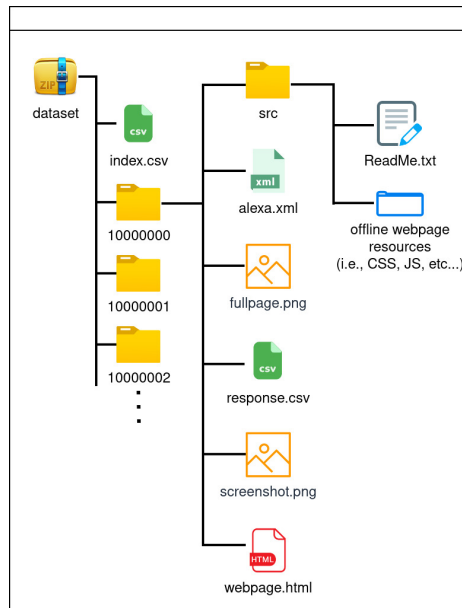 ZIP
dataset
csv
index.csv
10000000
10000001
10000002
src
xml
alexa.xml
fullpage.png
csv
response.csv
screenshot.png
HTML
webpage.html
ReadMe.txt
offline webpage
resources
(i.e., CSS, JS, etc...)